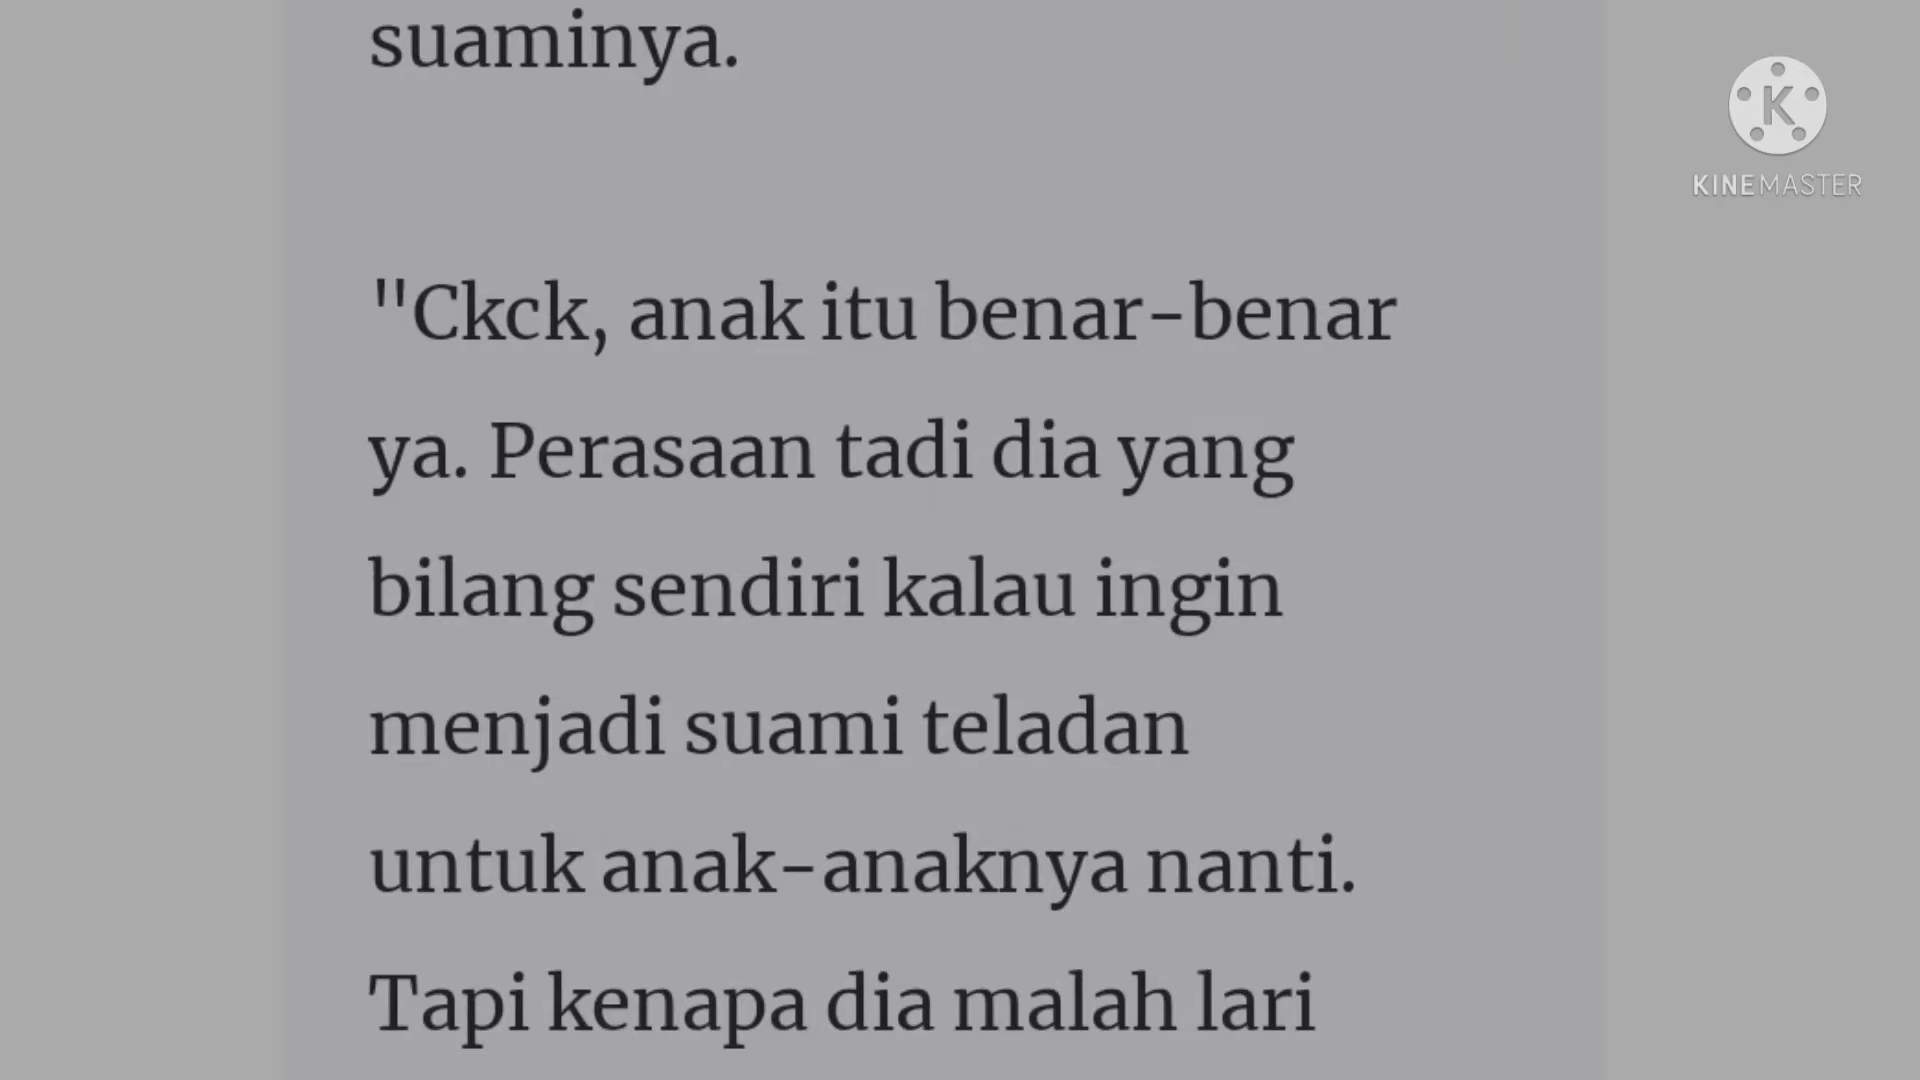 suaminya.
"Ckck, anak itu benar-benar
ya. Perasaan tadi dia yang
bilang sendiri kalau ingin
menjadi suami teladan
untuk anak-anaknya nanti.
Tapi kenapa dia malah lari
K
KINEMASTER